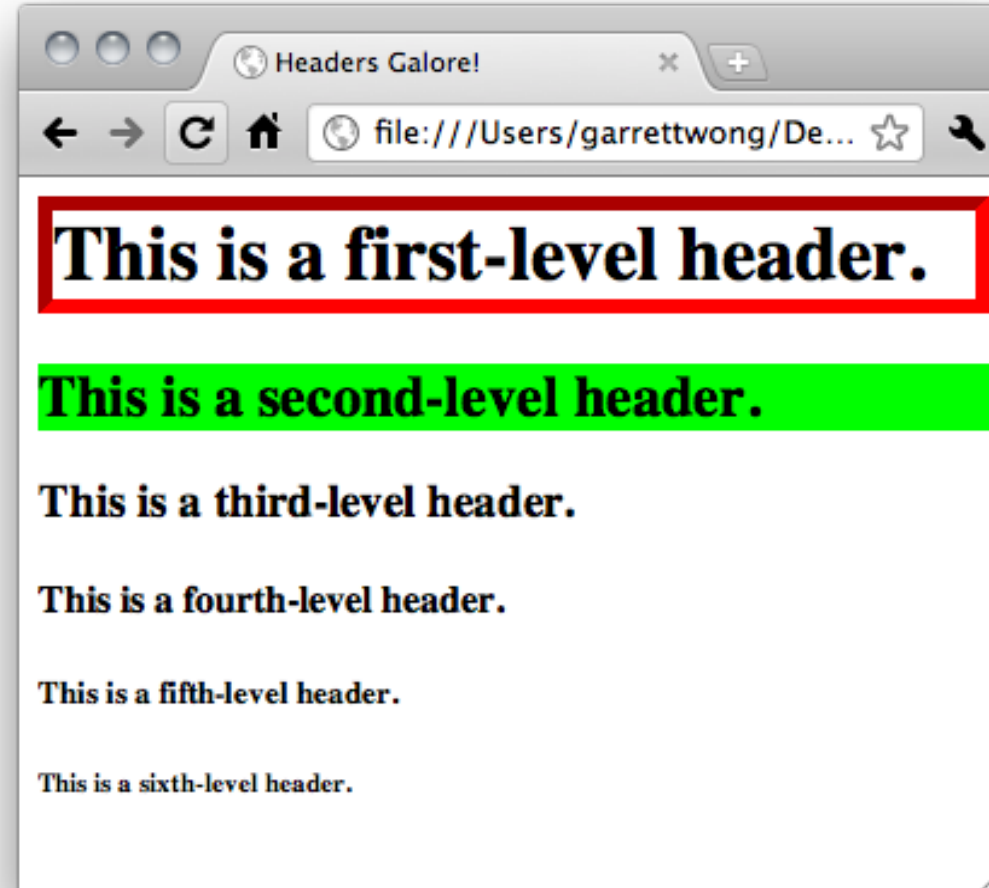 Headers Galore!
file:///Users/garrettwong/De...
This is a first-level header.
This is a second-level header.
This is a third-level header.
This is a fourth-level header.
This is a fifth-level header.
This is a sixth-level header.